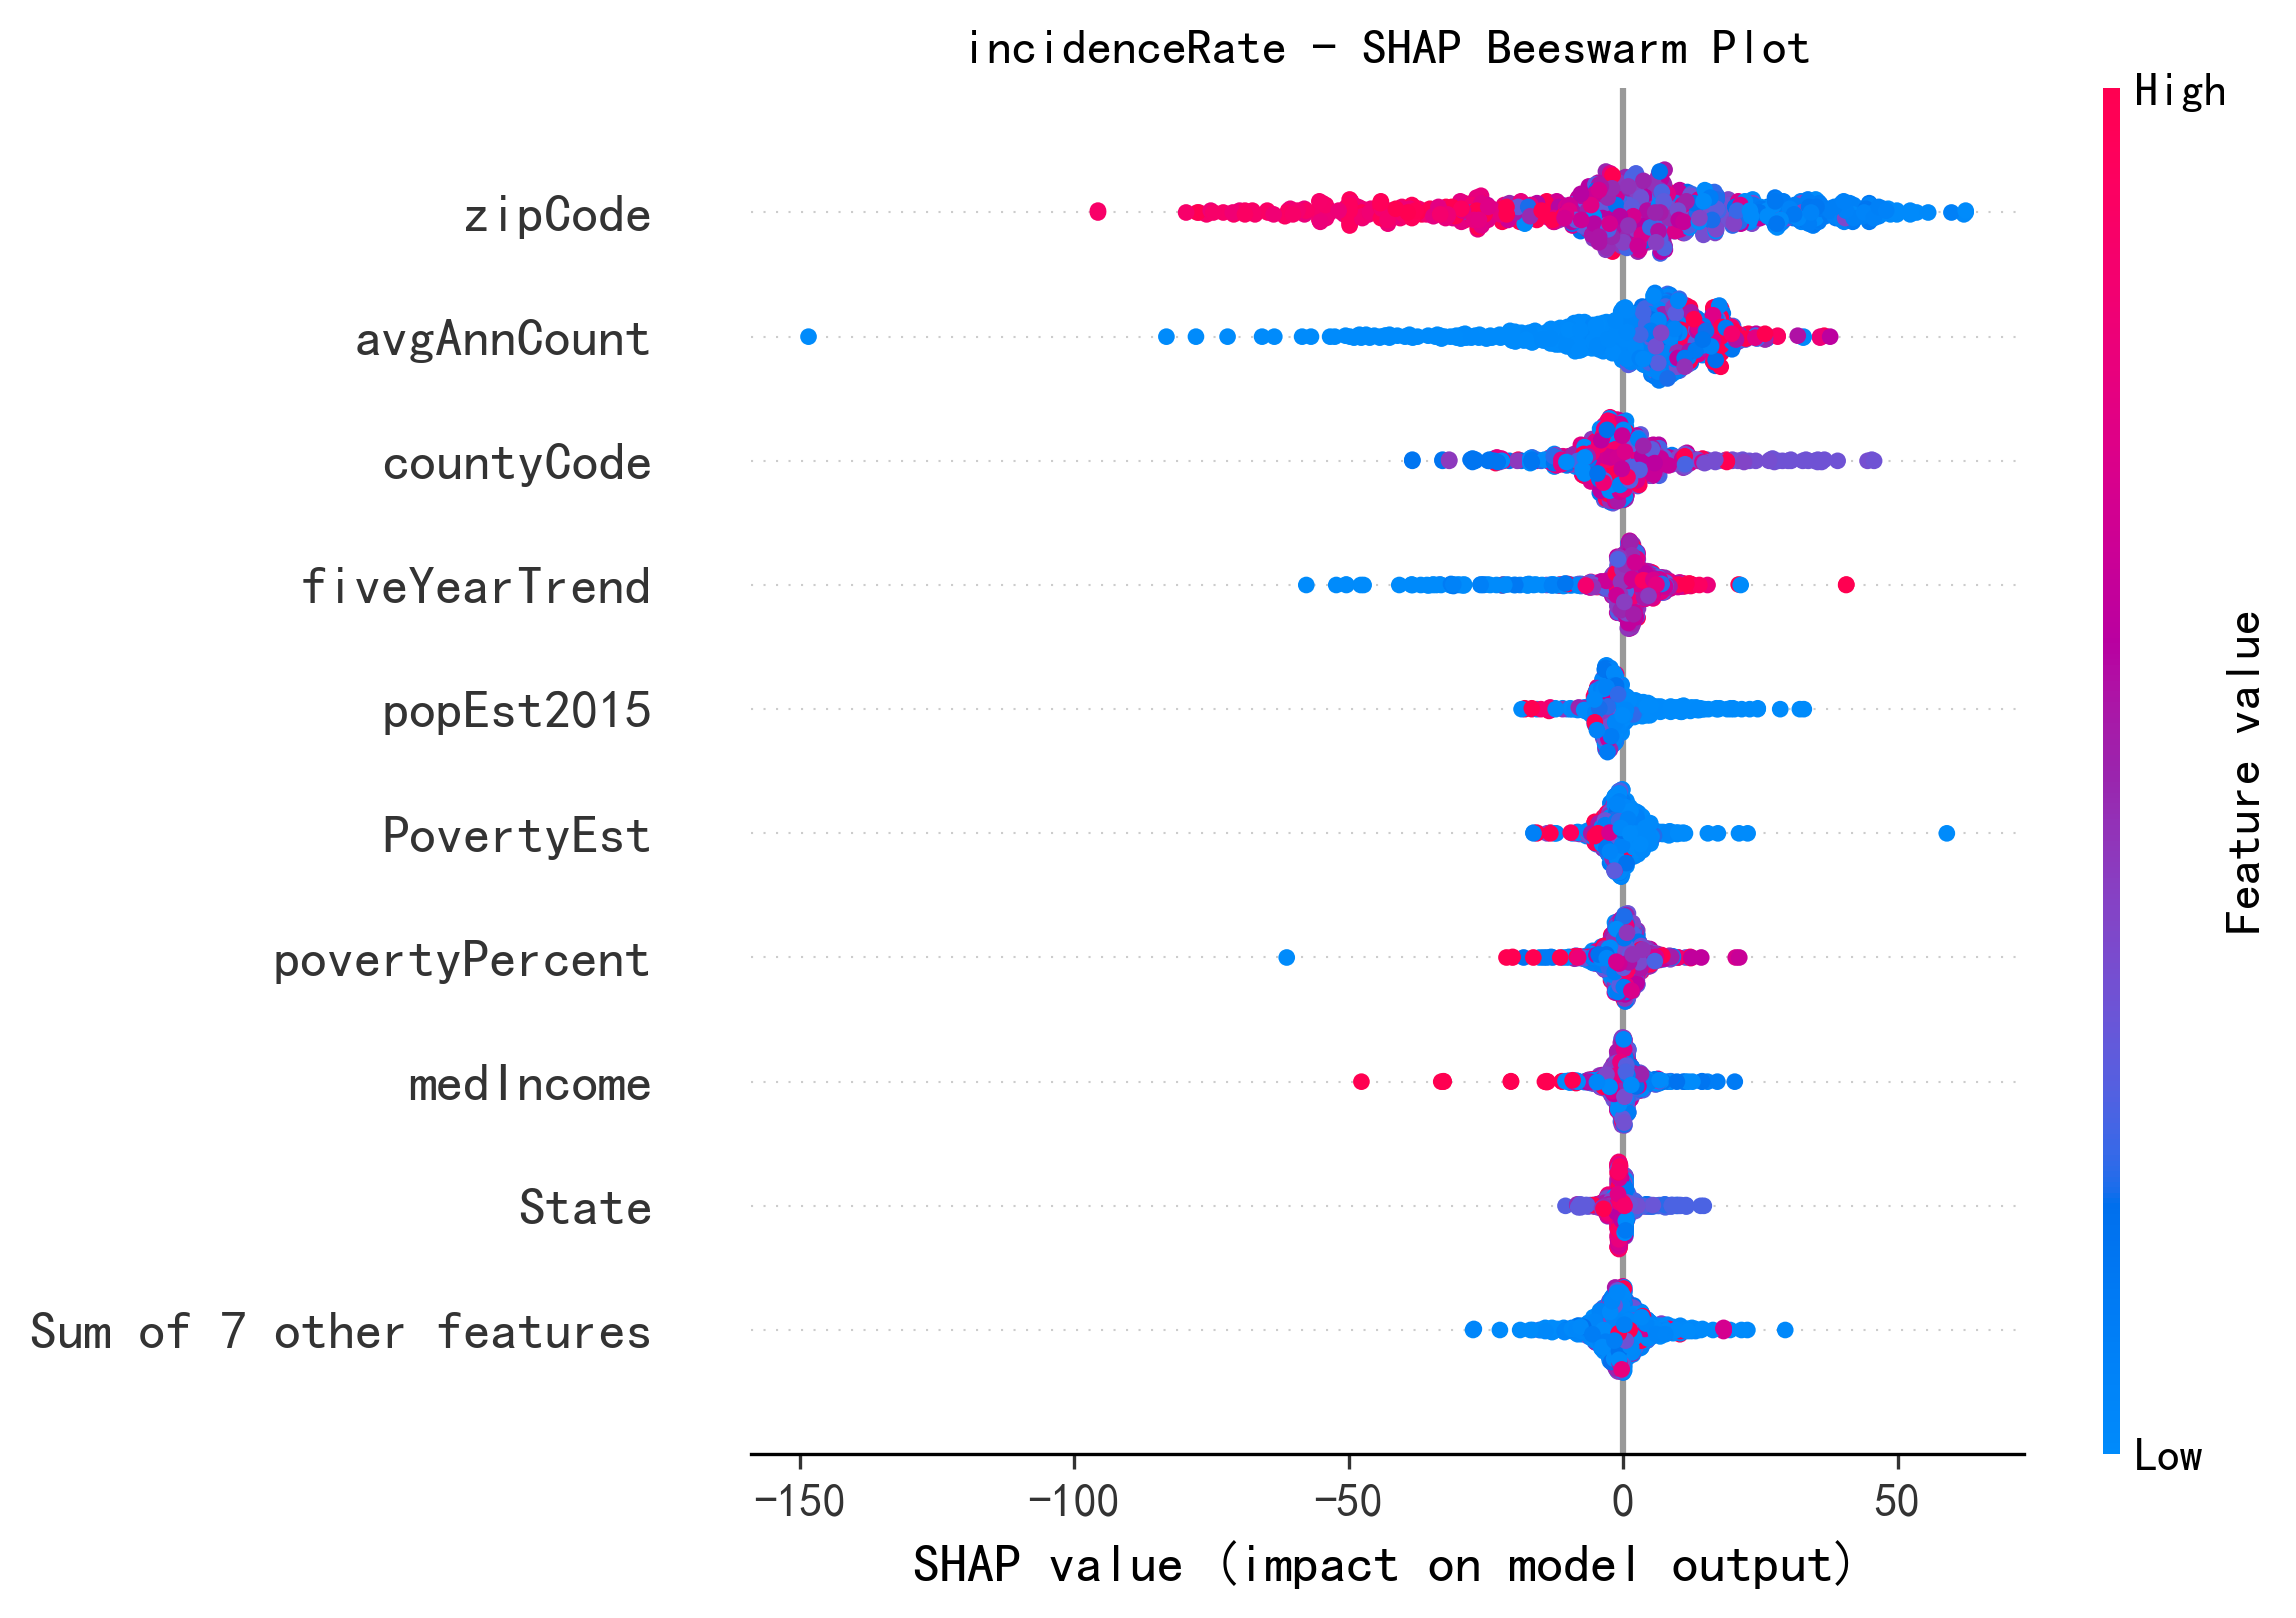 incidenceRate - SHAP Beeswarm Plot
High
zipCode
avgAnnCount
countyCode
fiveYearTrend
popEst2015
PovertyEst
povertyPercent
medIncome
State
Sum of 7 other features
Feature value
Low
−150 −100 −50 0 50
SHAP value (impact on model output)